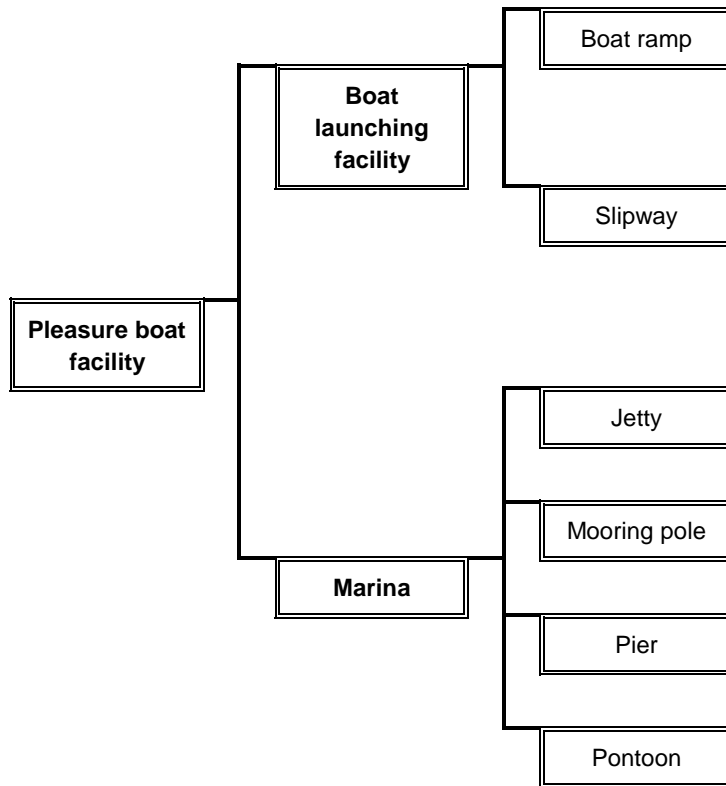 Boat ramp
Boat
launching
facility
Slipway
Pleasure boat
facility
Jetty
Mooring pole
Marina
Pier
Pontoon